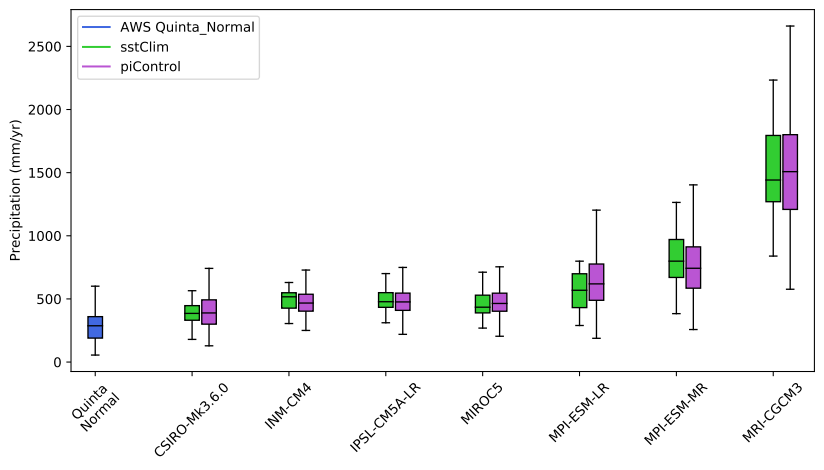 AWS Quinta_Normal
sstClim
piControl
Precipitation (mm/yr)
2500
2000
1500
1000
500
0
Quinta
Normal
CSIRO-Mk3.6.0
INM-CM4
IPSL-CM5A-LR
MIROC5
MPI-ESM-LR
MPI-ESM-MR
MRI-CGCM3